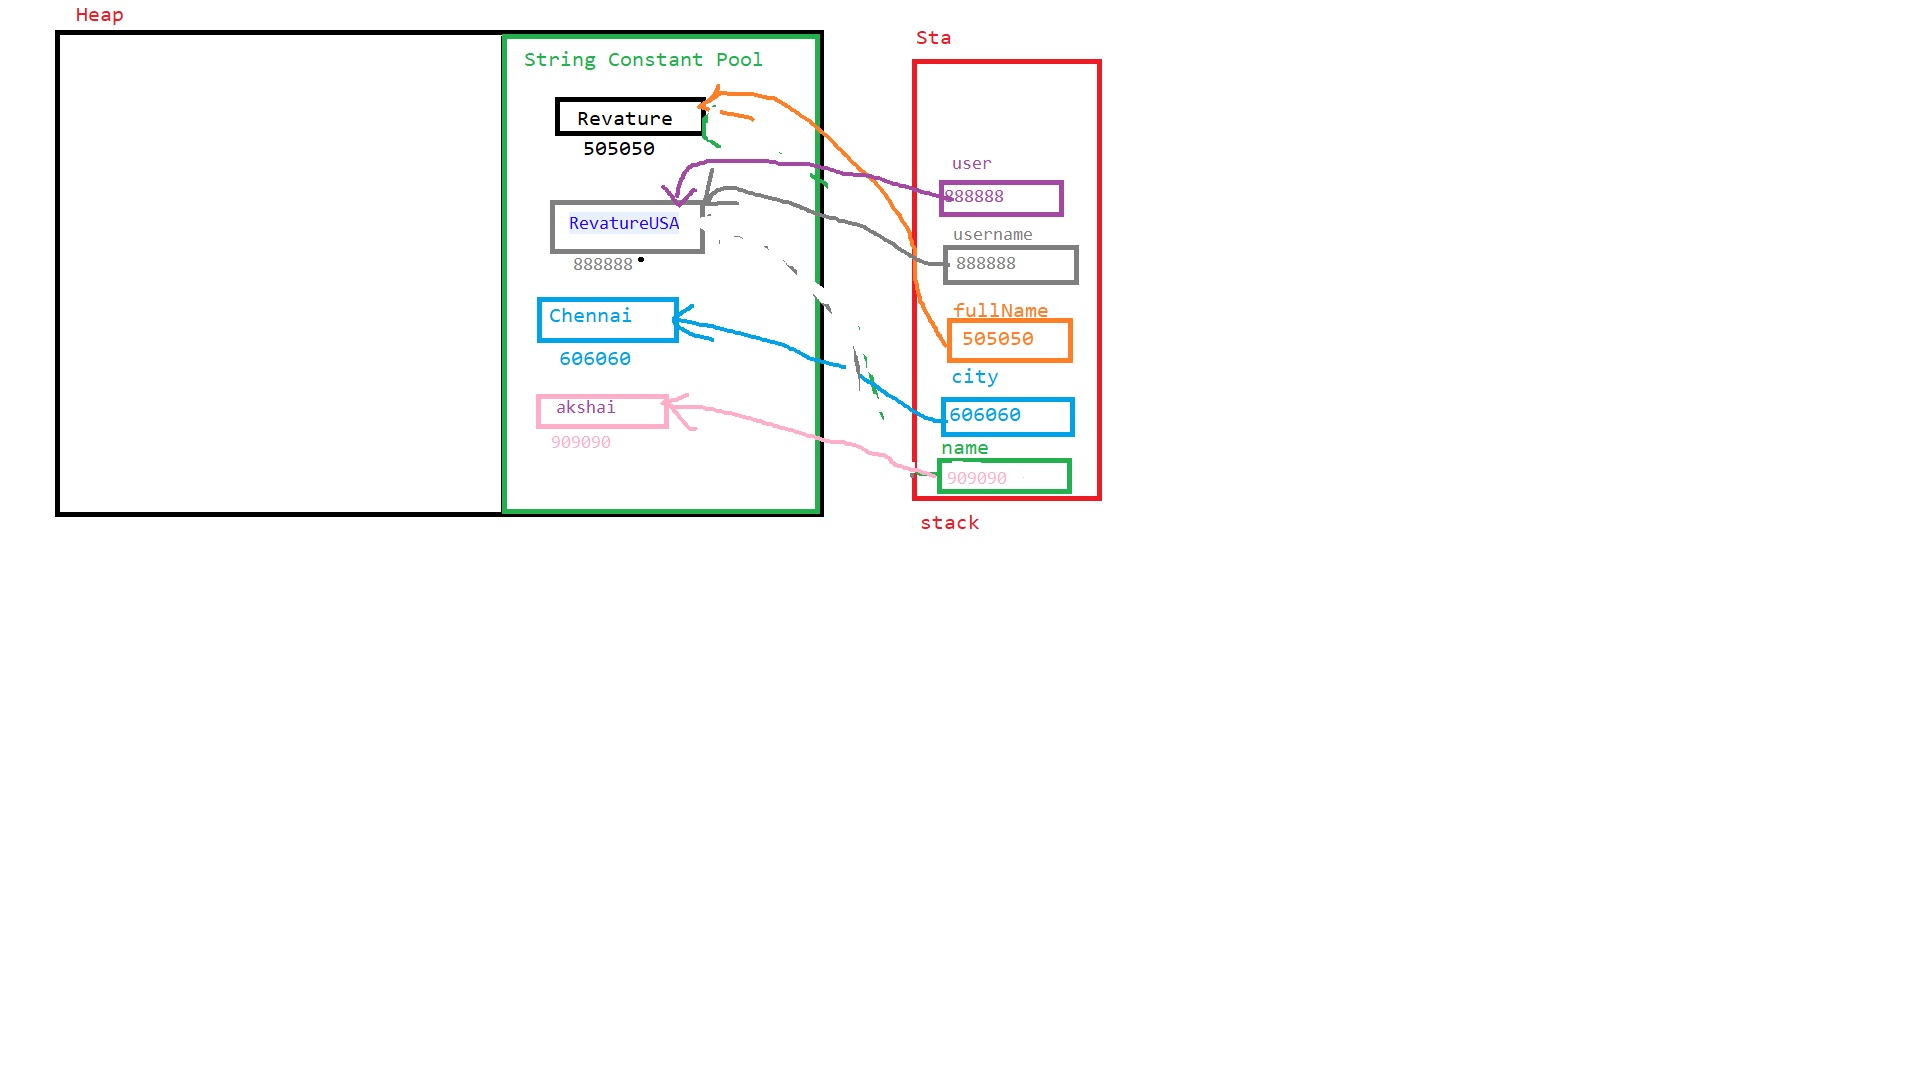 Heap
String Constant Pool
Revature
505050
RevatureUSA
888888
Chennai
606060
akshai
909090
Sta
user
888888
username
888888
fullName
505050
city
606060
name
909090
stack